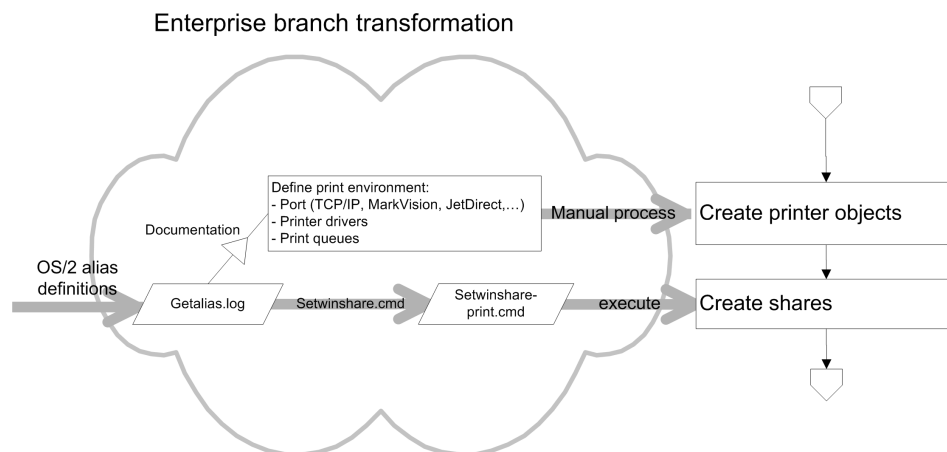 Enterprise branch transformation
Define print environment:
- Port (TCP/IP, MarkVision, JetDirect,…)
- Printer drivers
- Print queues
Documentation
Manual process
Create printer objects
OS/2 alias
definitions
Getalias.log
Setwinshare.cmd
Setwinshare-
print.cmd
execute
Create shares